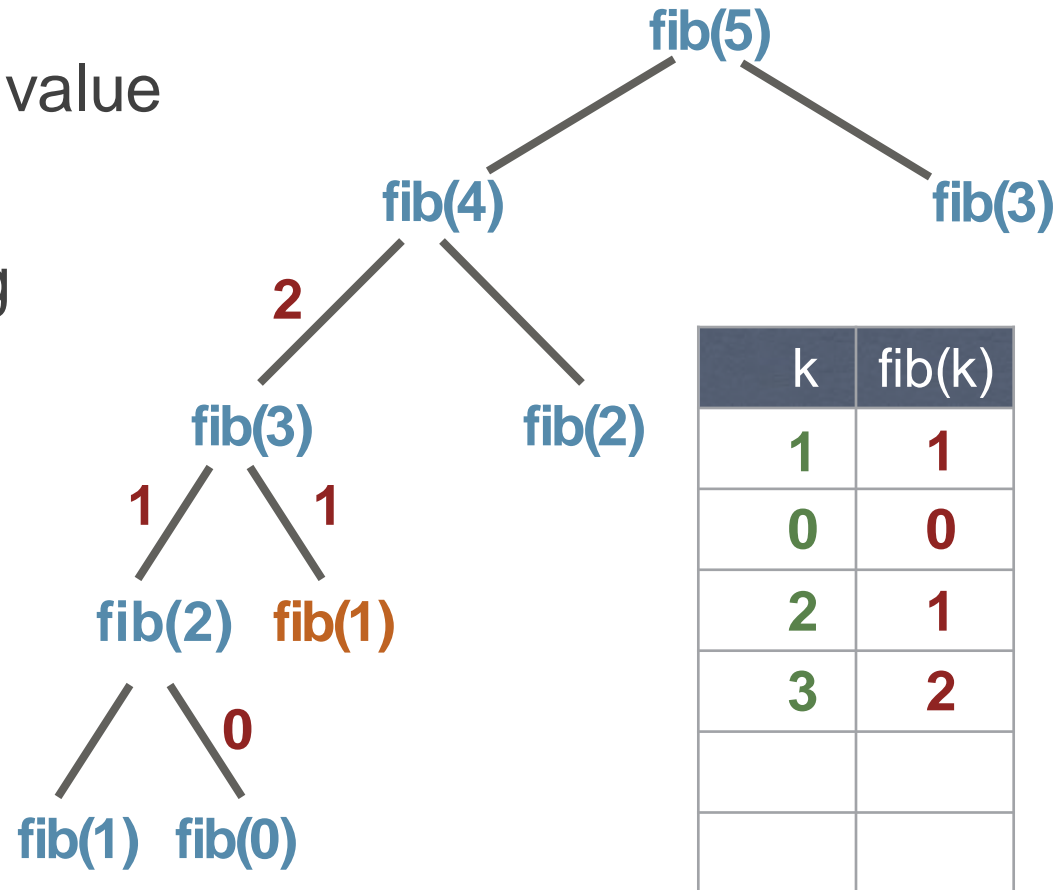 fib(5)
value
fib(4)
fib(3)
g
2
k fib(k)
fib(3)
fib(2)
1 1
1 1
0 0
fib(2)
fib(1)
2 1
3 2
0
fib(1)
fib(0)